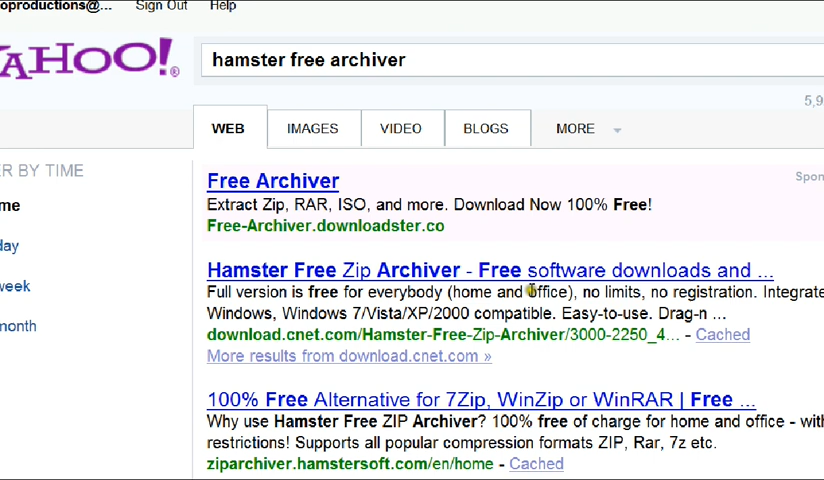 oproductions@... Sign Out Help
YAHOO!®
hamster free archiver
5,9
WEB IMAGES VIDEO BLOGS MORE
ER BY TIME
me
day
week
month
Free Archiver
Spon
Extract Zip, RAR, ISO, and more. Download Now 100% Free!
Free-Archiver.downloadster.co
Hamster Free Zip Archiver - Free software downloads and ...
Full version is free for everybody (home and office), no limits, no registration. Integrate
Windows, Windows 7/Vista/XP/2000 compatible. Easy-to-use. Drag-n ...
download.cnet.com/Hamster-Free-Zip-Archiver/3000-2250_4... - Cached
More results from download.cnet.com »
100% Free Alternative for 7Zip, WinZip or WinRAR | Free ...
Why use Hamster Free ZIP Archiver? 100% free of charge for home and office - with
restrictions! Supports all popular compression formats ZIP, Rar, 7z etc.
ziparchiver.hamstersoft.com/en/home - Cached